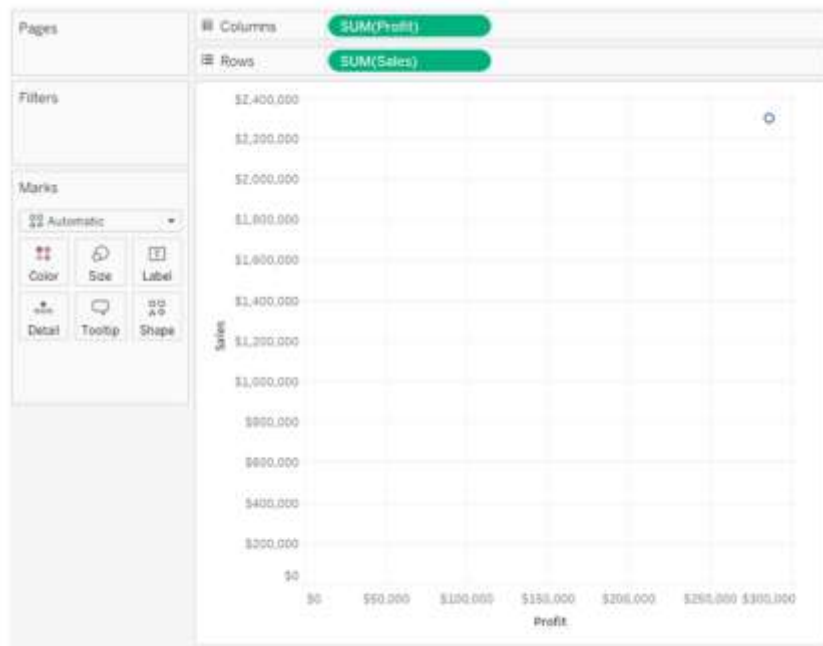 Pages
Columns SUM(Profit)
Rows SUM(Sales)
Filters
Marks
Automatic
Color Size Label
Detail Tooltip Shape
$2,400,000
$2,200,000
$2,000,000
$1,800,000
$1,600,000
$1,400,000
$1,200,000
$1,000,000
$800,000
$600,000
$400,000
$200,000
$0
Sales
$0 $50,000 $100,000 $150,000 $200,000 $250,000 $300,000
Profit